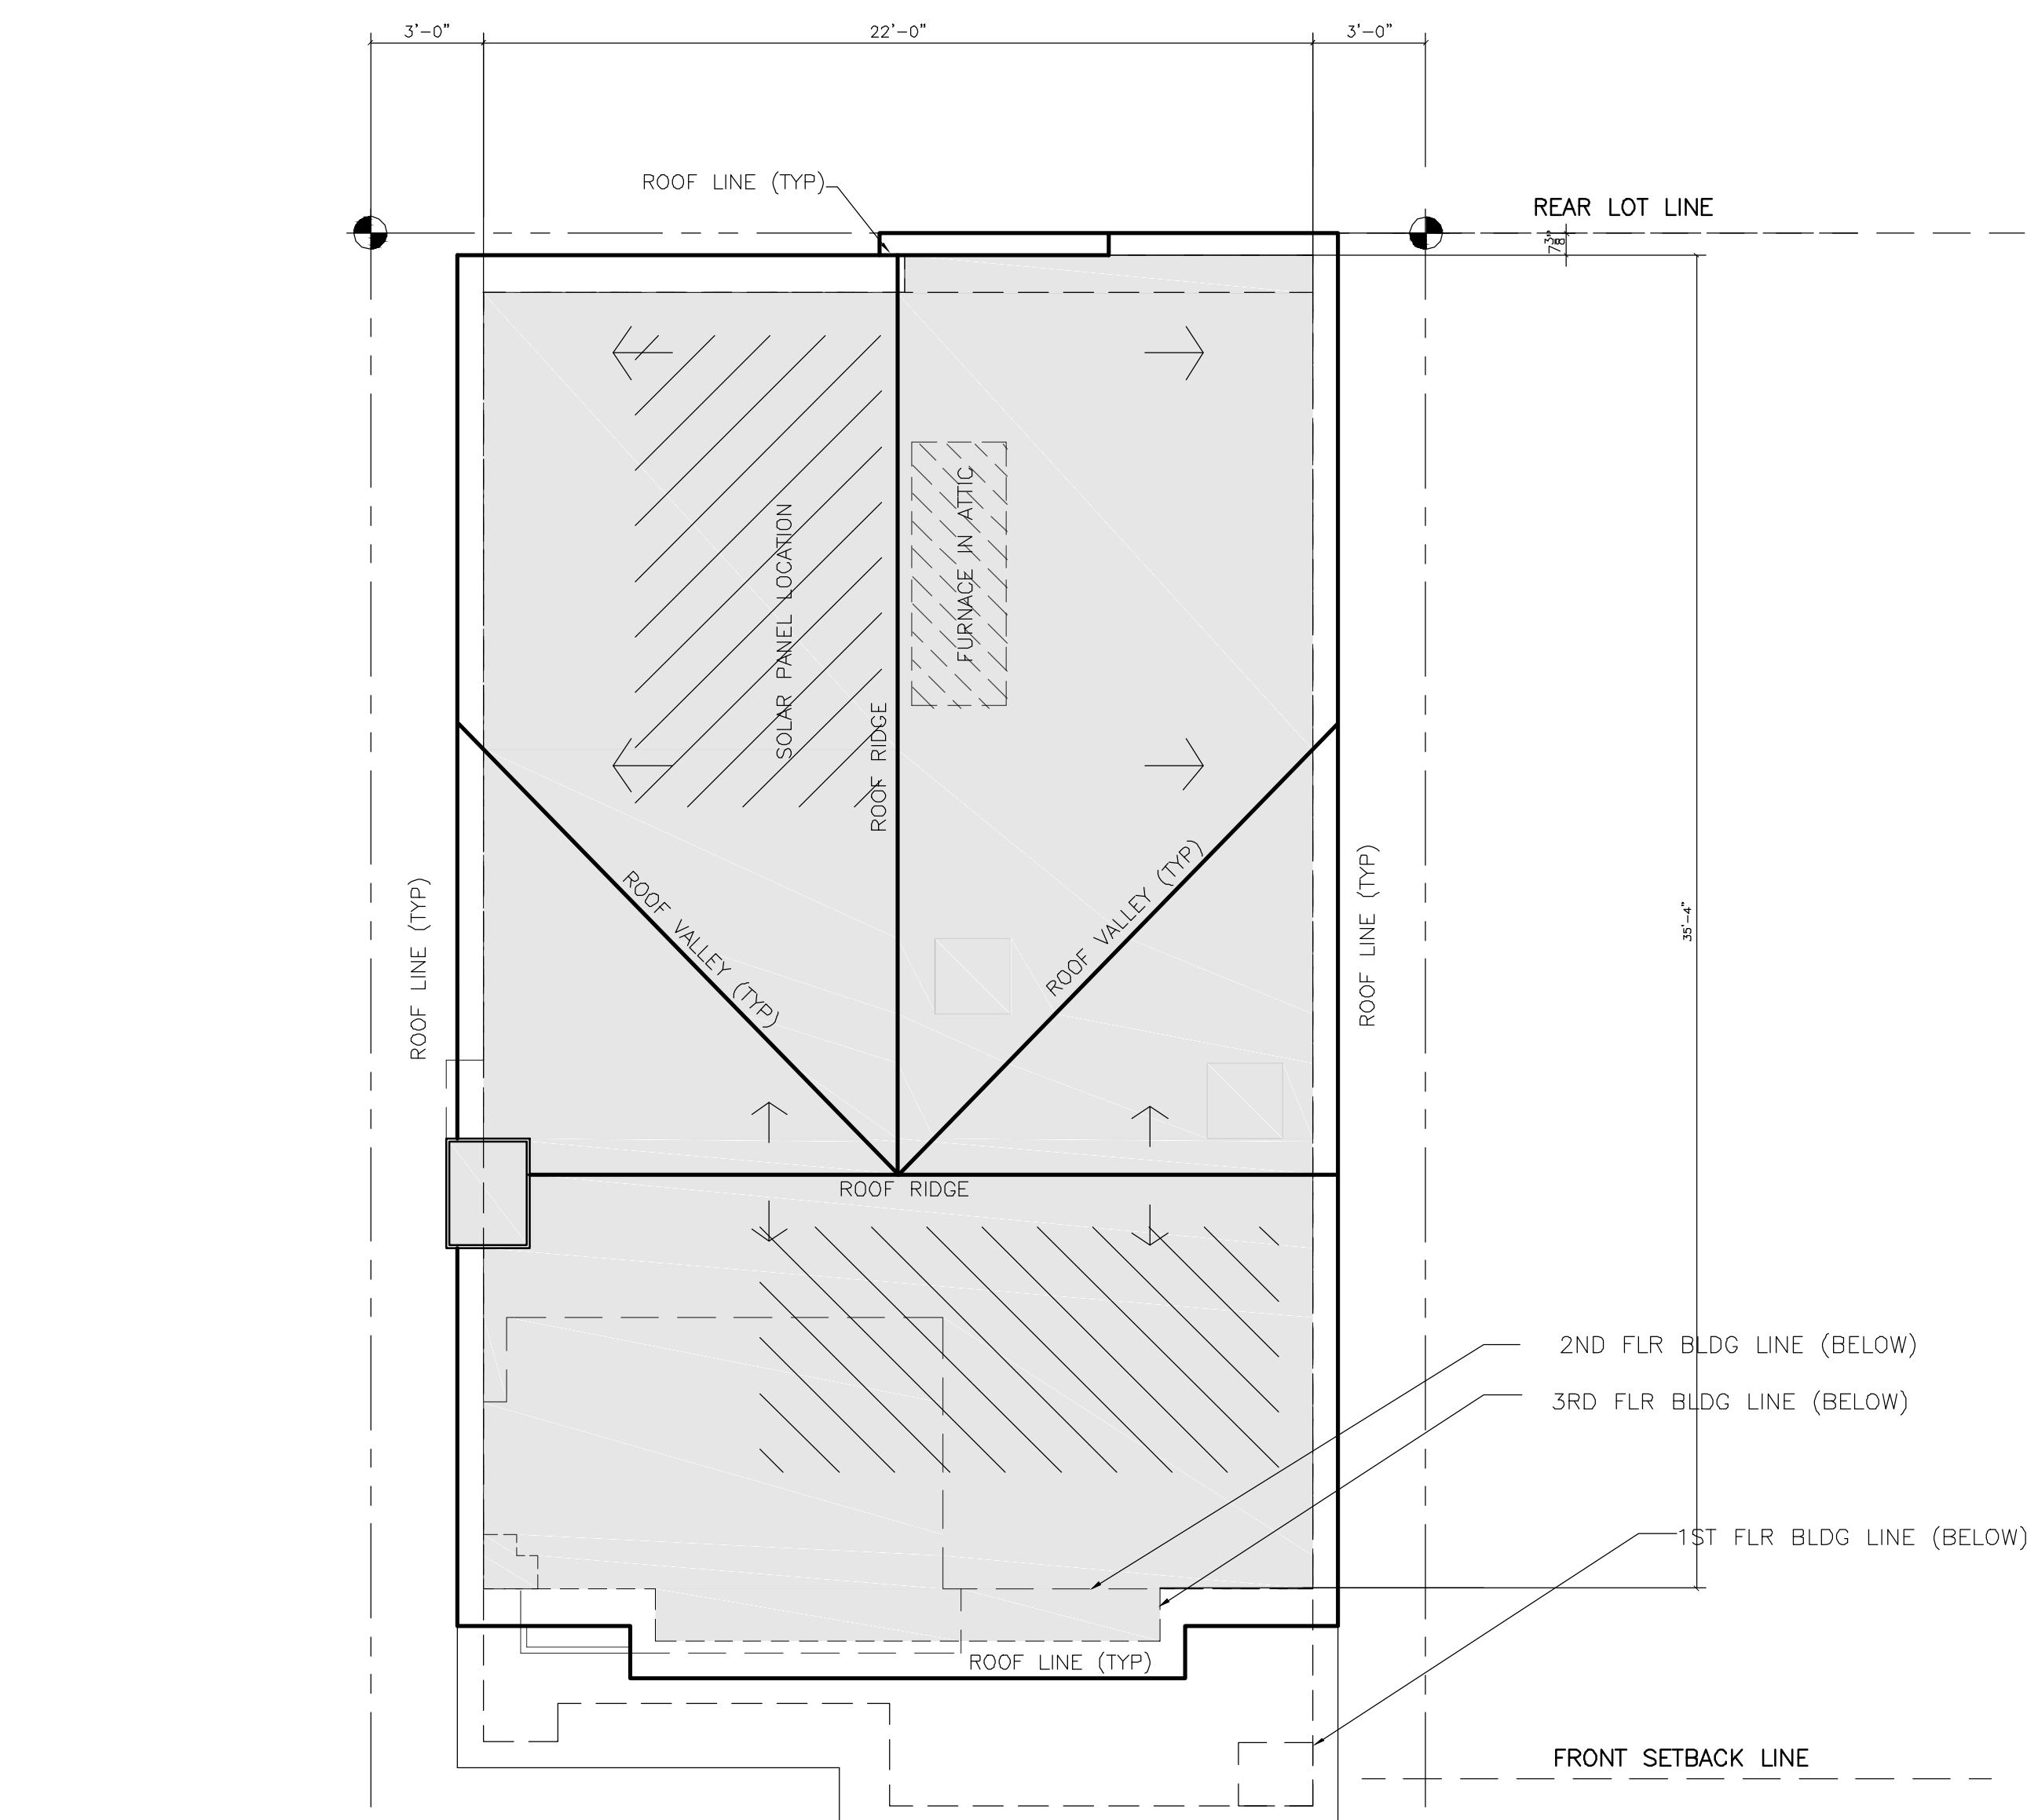 3'-0"
22'-0"
3'-0"
ROOF LINE (TYP)
REAR LOT LINE
7 3/8"
SOLAR PANEL LOCATION
FURNACE IN ATTIC
ROOF RIDGE
ROOF VALLEY (TYP)
ROOF VALLEY (TYP)
ROOF LINE (TYP)
ROOF LINE (TYP)
35'-4"
ROOF RIDGE
2ND FLR BLDG LINE (BELOW)
3RD FLR BLDG LINE (BELOW)
1ST FLR BLDG LINE (BELOW)
ROOF LINE (TYP)
FRONT SETBACK LINE